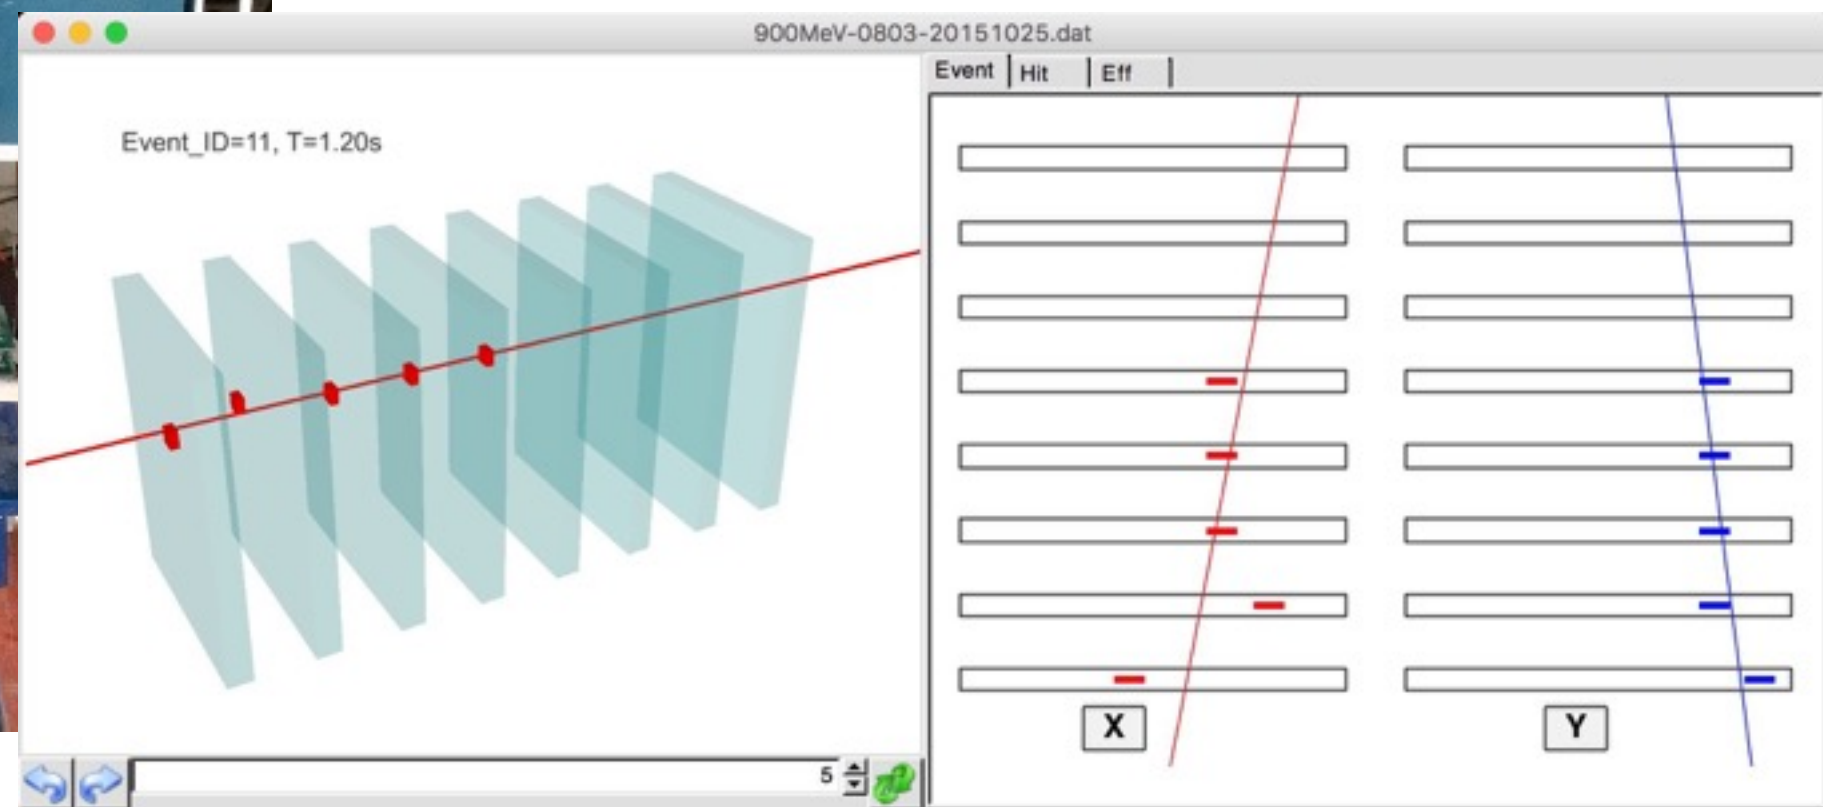 900MeV-0803-20151025.dat
Event Hit Eff
Event_ID=11, T=1.20s
X Y
5